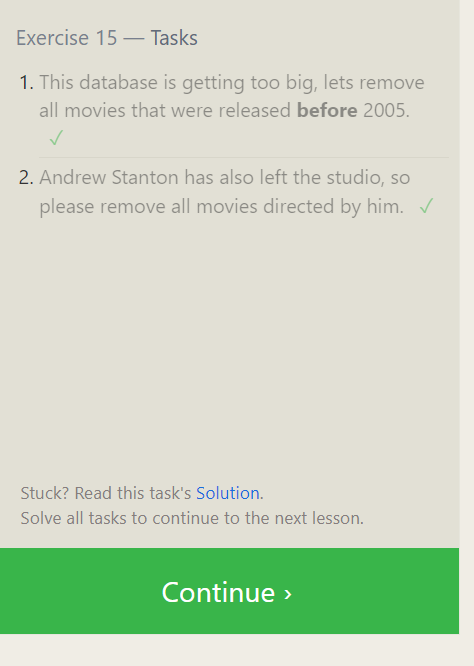 Exercise 15 — Tasks
1. This database is getting too big, lets remove
all movies that were released before 2005.
✓
2. Andrew Stanton has also left the studio, so
please remove all movies directed by him. ✓
Stuck? Read this task's Solution.
Solve all tasks to continue to the next lesson.
Continue ›